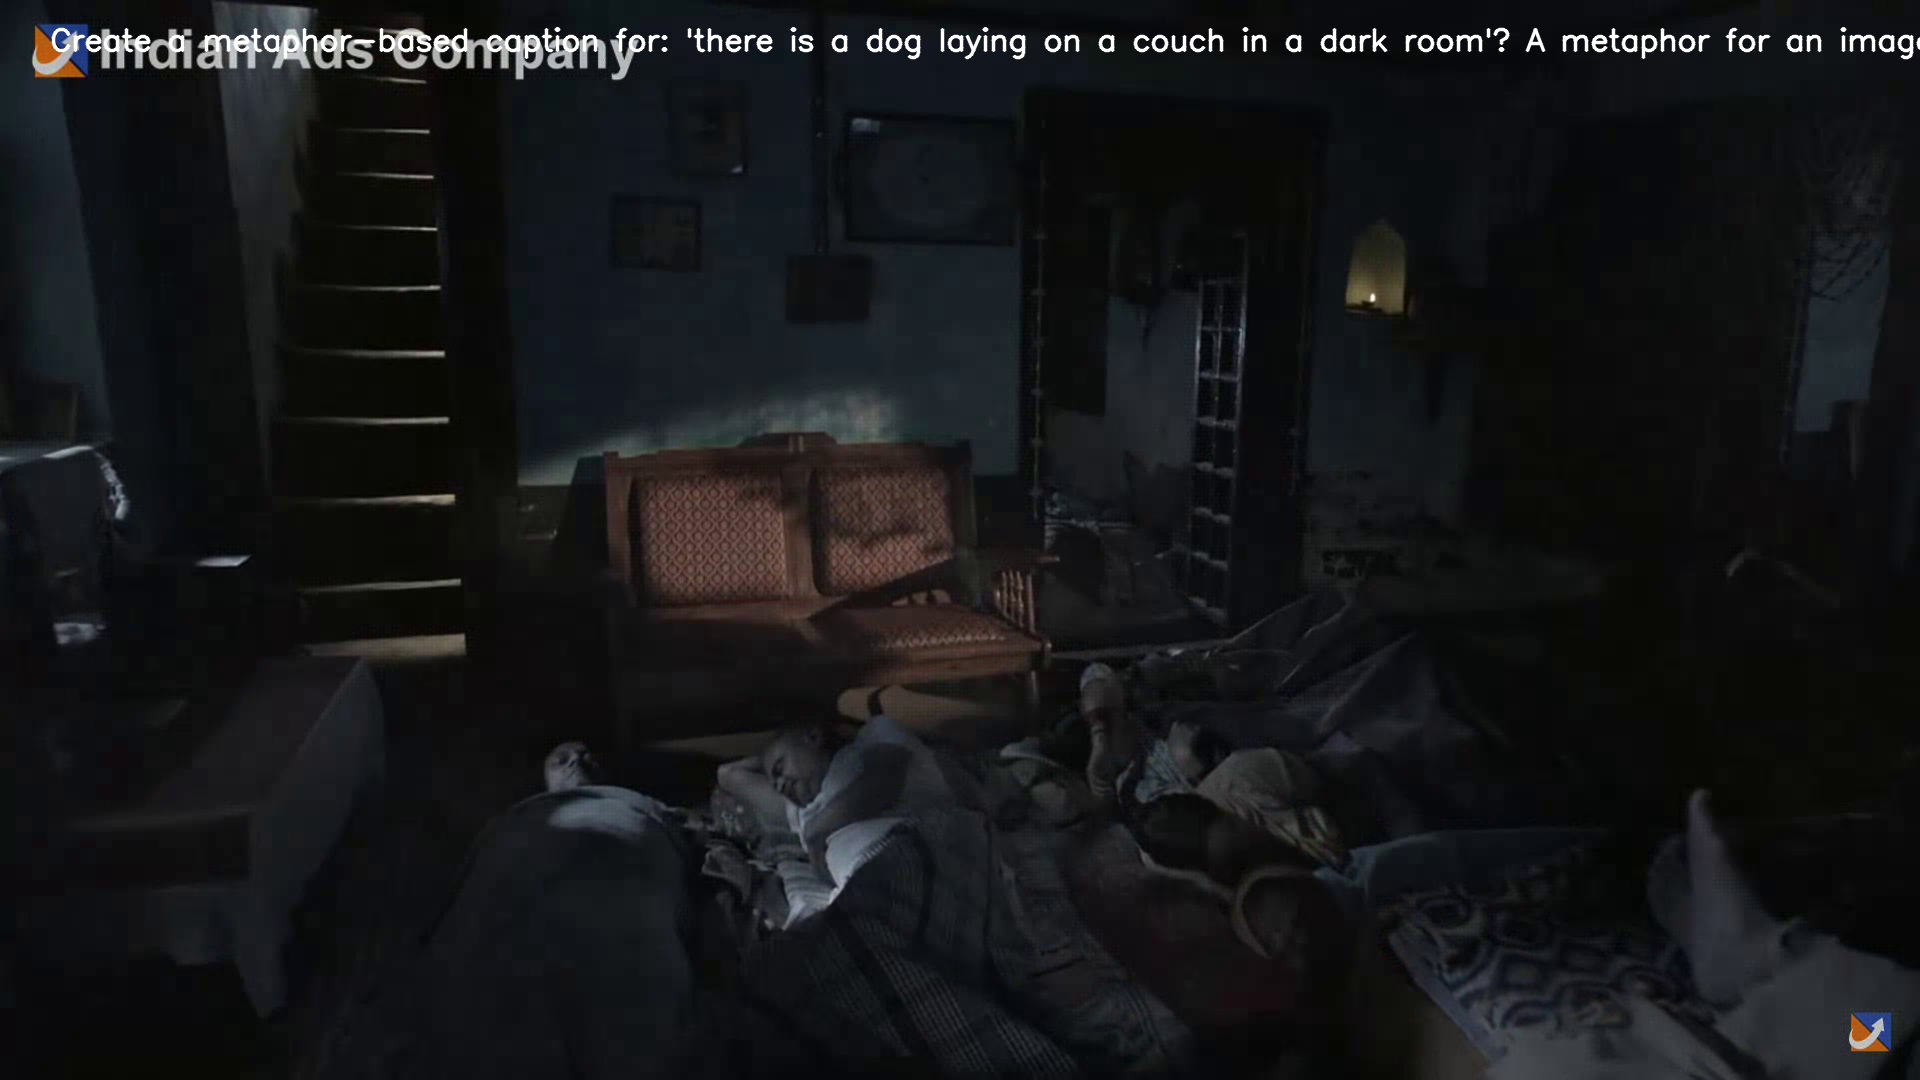 Create a metaphor-based caption for: 'there is a dog laying on a couch in a dark room'? A metaphor for an imag
Indian Ads Company